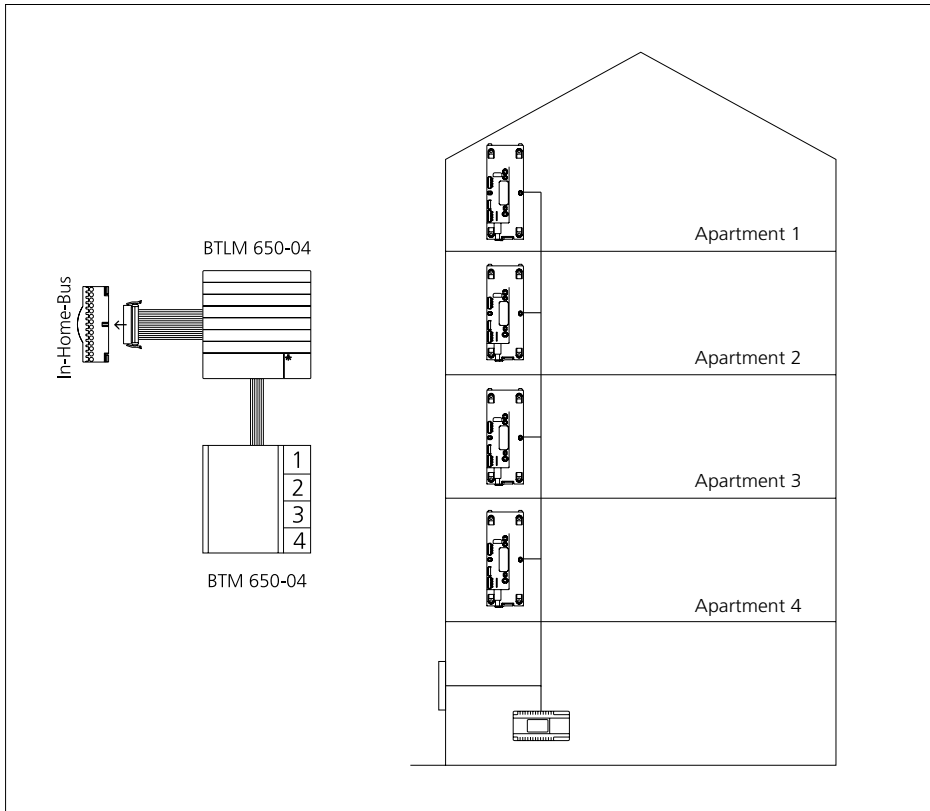 BTLM 650-04
In-Home-Bus
*
1
2
3
4
BTM 650-04
Apartment 1
Apartment 2
Apartment 3
Apartment 4